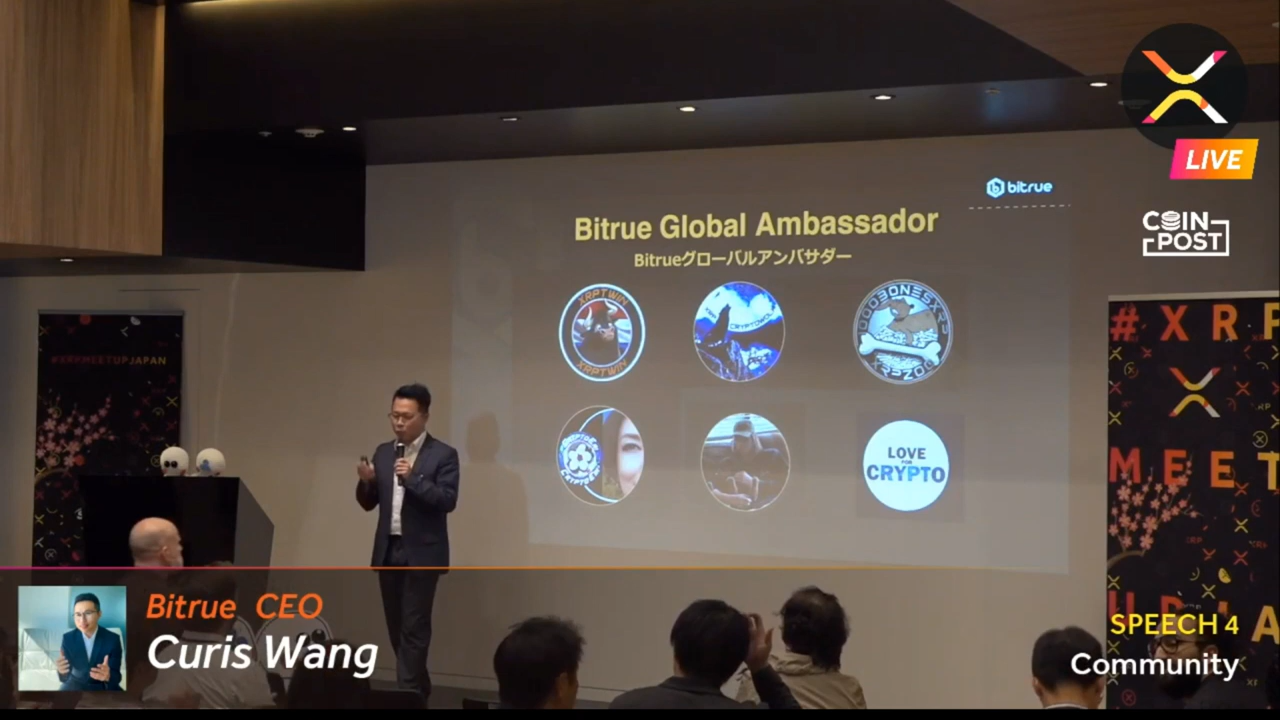 LIVE
COIN
POST
bitrue
Bitrue Global Ambassador
Bitrueグローバルアンバサダー
XRPTWIN
XRPTWIN
LOVE
CRYPTO
#XRPMEETUPJAPAN
#XRP
MEET
Bitrue CEO
Curis Wang
SPEECH 4
Community